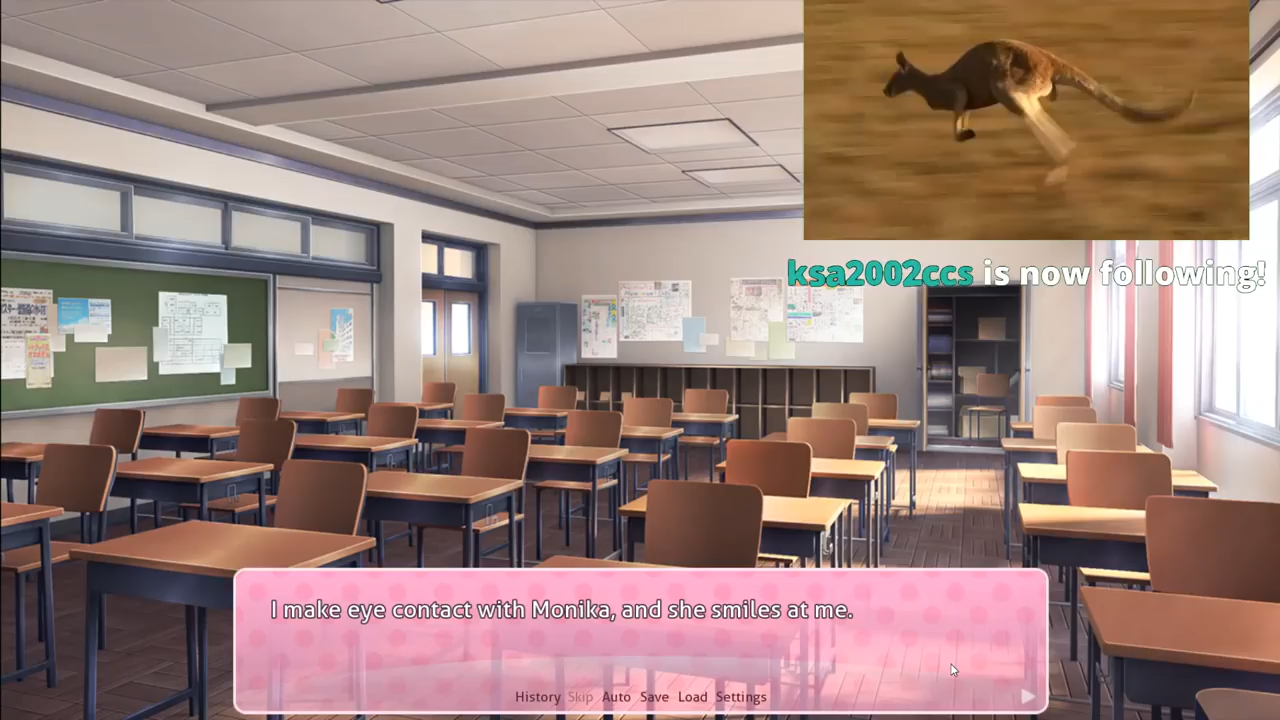 ksa2002ccs is now following!
I make eye contact with Monika, and she smiles at me.
History Skip Auto Save Load Settings